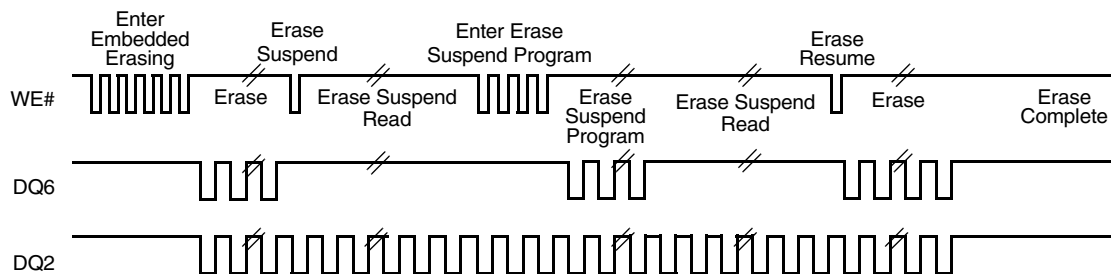 Enter
Embedded
Erasing
Erase
Suspend
Enter Erase
Suspend Program
Erase
Resume
WE#
Erase
Erase Suspend
Read
Erase
Suspend
Program
Erase Suspend
Read
Erase
Erase
Complete
DQ6
DQ2